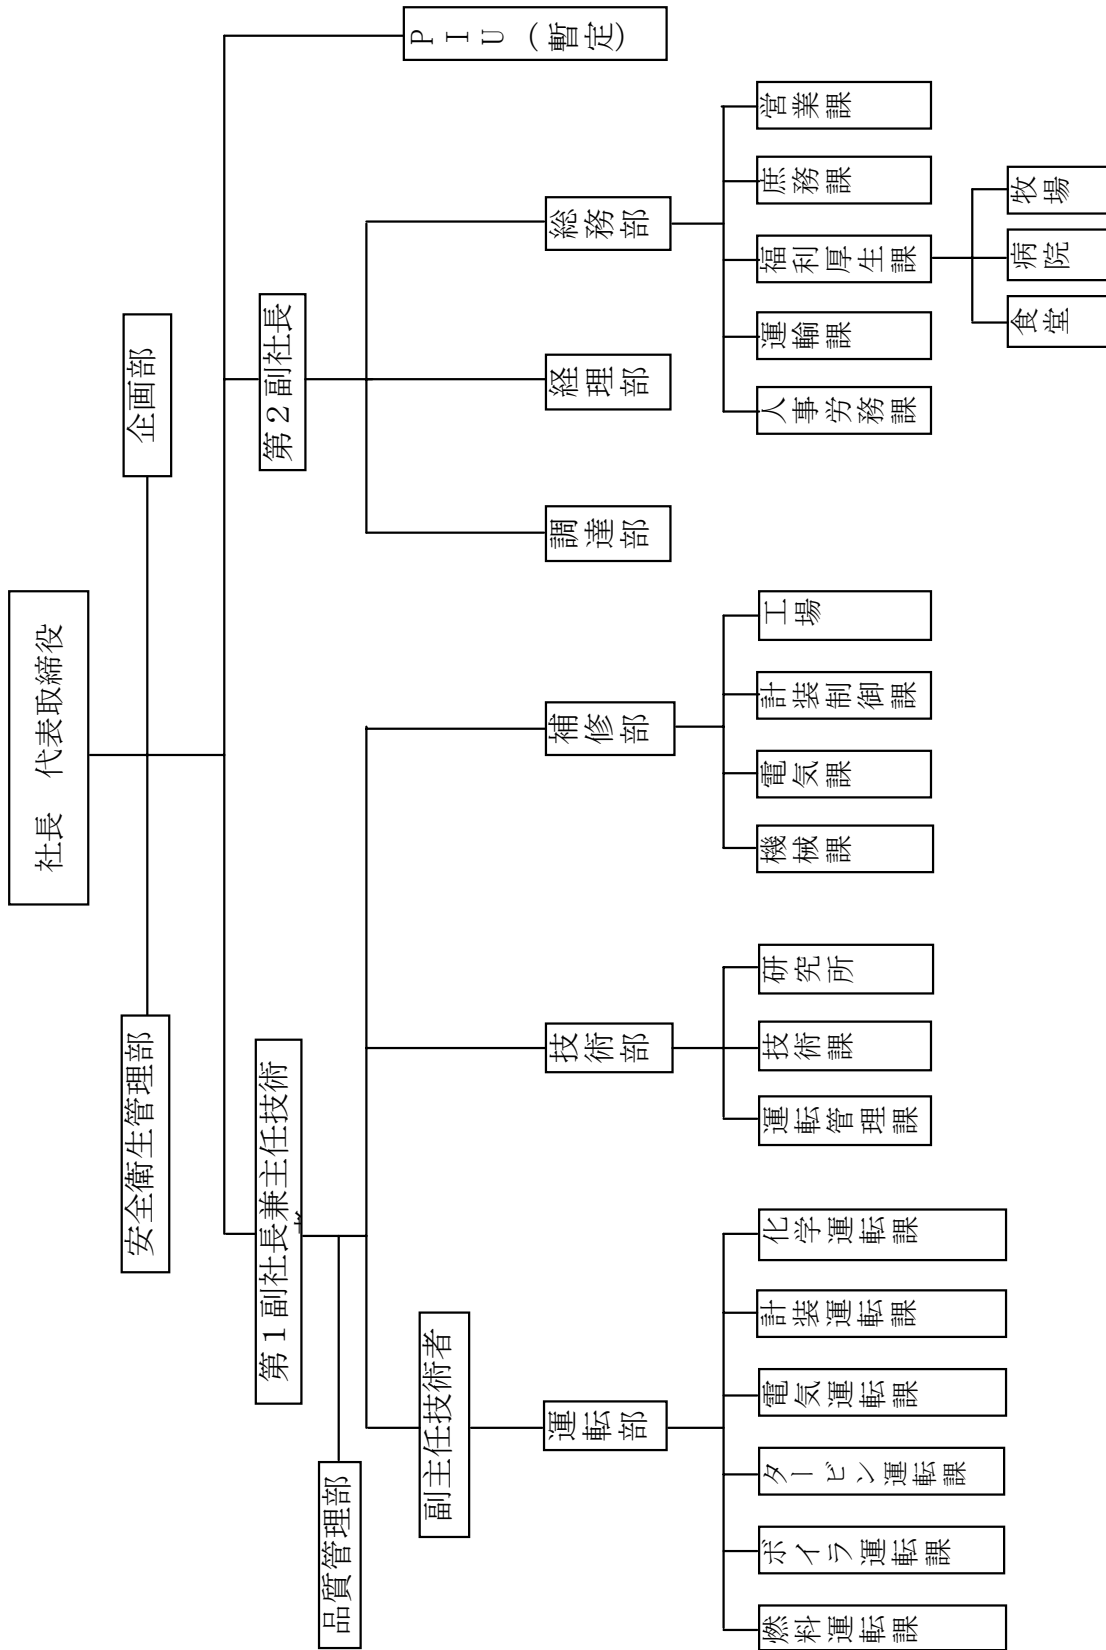 社長　代表取締役
安全衛生管理部
企画部
第１副社長兼主任技術
者
第２副社長
ＰＩＵ（暫定）
品質管理部
副主任技術者
運転部
技術部
補修部
調達部
経理部
総務部
燃料運転課
ボイラ運転課
タービン運転課
電気運転課
計装運転課
化学運転課
運転管理課
技術課
研究所
機械課
電気課
計装制御課
工場
人事労務課
運輸課
福利厚生課
庶務課
営業課
食堂
病院
牧場